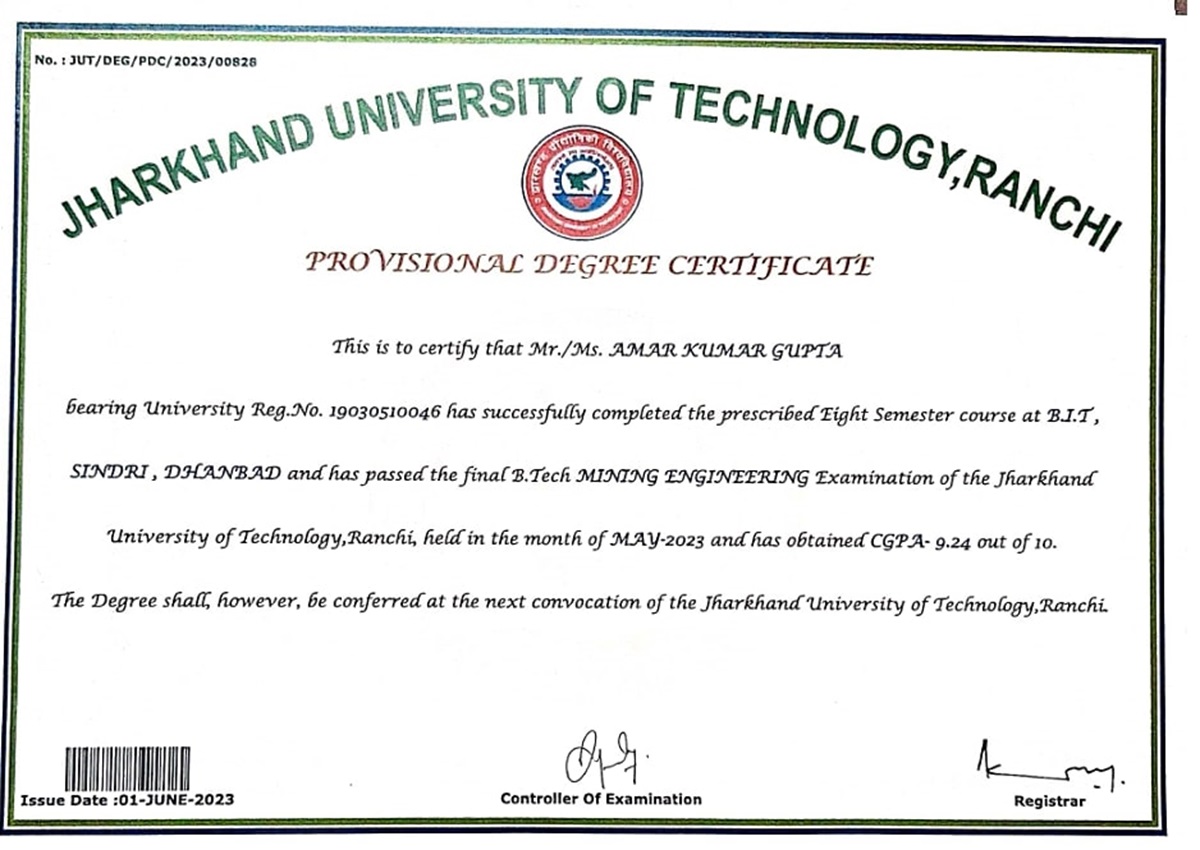 No. : JUT/DEG/PDC/2023/00828
JHARKHAND UNIVERSITY OF TECHNOLOGY,RANCHI
झारखण्ड प्रौद्योगिकी विश्वविद्यालय
PROVISIONAL DEGREE CERTIFICATE
This is to certify that Mr./Ms. AMAR KUMAR GUPTA
bearing University Reg.No. 19030510046 has successfully completed the prescribed Eight Semester course at B.I.T ,
SINDRI , DHANBAD and has passed the final B.Tech MINING ENGINEERING Examination of the Jharkhand
University of Technology,Ranchi, held in the month of MAY-2023 and has obtained CGPA- 9.24 out of 10.
The Degree shall, however, be conferred at the next convocation of the Jharkhand University of Technology,Ranchi.
Issue Date :01-JUNE-2023
Controller Of Examination
Registrar